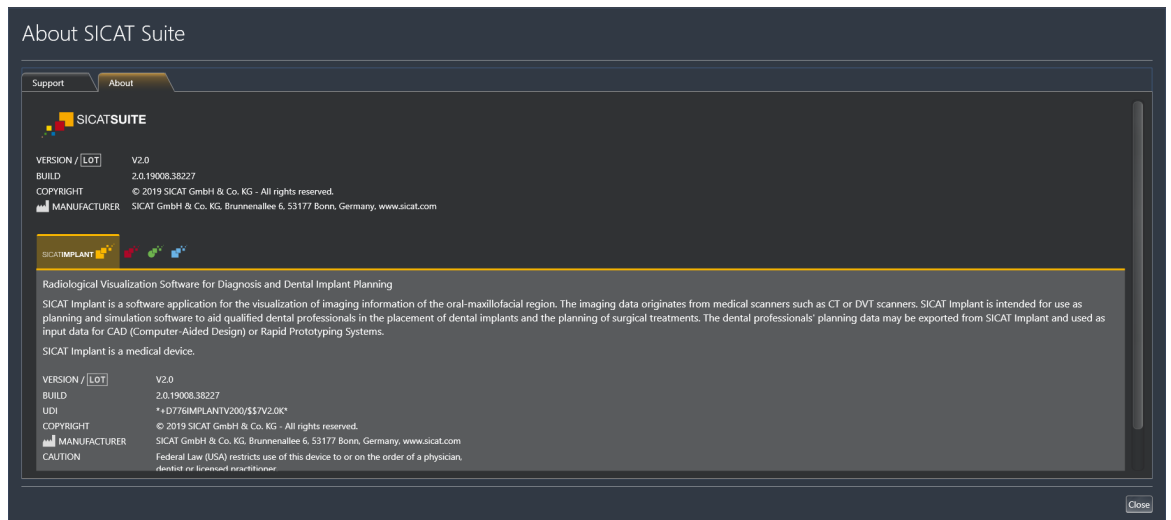 About SICAT Suite
Support About
SICATSUITE
VERSION / LOT V2.0
BUILD 2.0.19008.38227
COPYRIGHT © 2019 SICAT GmbH & Co. KG - All rights reserved.
MANUFACTURER SICAT GmbH & Co. KG, Brunnenallee 6, 53177 Bonn, Germany, www.sicat.com
SICATIMPLANT
Radiological Visualization Software for Diagnosis and Dental Implant Planning
SICAT Implant is a software application for the visualization of imaging information of the oral-maxillofacial region. The imaging data originates from medical scanners such as CT or DVT scanners. SICAT Implant is intended for use as
planning and simulation software to aid qualified dental professionals in the placement of dental implants and the planning of surgical treatments. The dental professionals' planning data may be exported from SICAT Implant and used as
input data for CAD (Computer-Aided Design) or Rapid Prototyping Systems.
SICAT Implant is a medical device.
VERSION / LOT V2.0
BUILD 2.0.19008.38227
UDI *+D776IMPLANTV200/$$7V2.0K*
COPYRIGHT © 2019 SICAT GmbH & Co. KG - All rights reserved.
MANUFACTURER SICAT GmbH & Co. KG, Brunnenallee 6, 53177 Bonn, Germany, www.sicat.com
CAUTION Federal Law (USA) restricts use of this device to or on the order of a physician,
dentist or licensed practitioner
Close